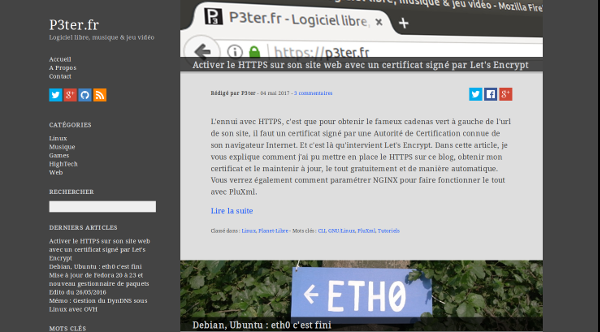 P3ter.fr
Logiciel libre, musique & jeu vidéo
Accueil
A Propos
Contact
CATÉGORIES
Linux
Musique
Games
HighTech
Web
RECHERCHER
DERNIERS ARTICLES
Activer le HTTPS sur son site web
avec un certificat signé par Let's
Encrypt
Debian, Ubuntu : eth0 c'est fini
Mise à jour de Fedora 20 à 23 et
nouveau gestionnaire de paquets
Edito du 26/05/2016
Mémo : Gestion du DynDNS sous
Linux avec OVH
MOTS CLÉS
libre, musique & jeu vidéo - Mozilla Firef
P3ter.fr - Logiciel libre,
https://p3ter.fr
Activer le HTTPS sur son site web avec un certificat signé par Let's Encrypt
Rédigé par P3ter - 04 mai 2017 - 3 commentaires
L'ennui avec HTTPS, c'est que pour obtenir le fameux cadenas vert à gauche de l'url
de son site, il faut un certificat signé par une Autorité de Certification connue de
son navigateur Internet. Et c'est là qu'intervient Let's Encrypt. Dans cette article, je
vous explique comment j'ai pu mettre en place le HTTPS sur ce blog, obtenir mon
certificat et le maintenir à jour, le tout gratuitement et de manière automatique.
Vous verrez également comment paramétrer NGINX pour faire fonctionner le tout
avec PluXml.
Lire la suite
Classé dans : Linux, Planet-Libre - Mots clés : CLI, GNU/Linux, PluXml, Tutoriels
ETH0
Debian, Ubuntu : eth0 c'est fini